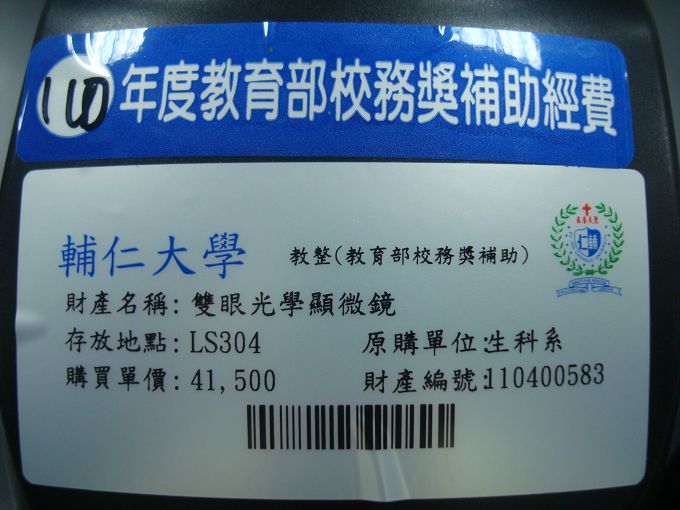 110年度教育部校務獎補助經費
輔仁大學 教整(教育部校務獎補助)
財產名稱: 雙眼光學顯微鏡
存放地點: LS304 原購單位:生科系
購買單價: 41,500 財產編號:110400583